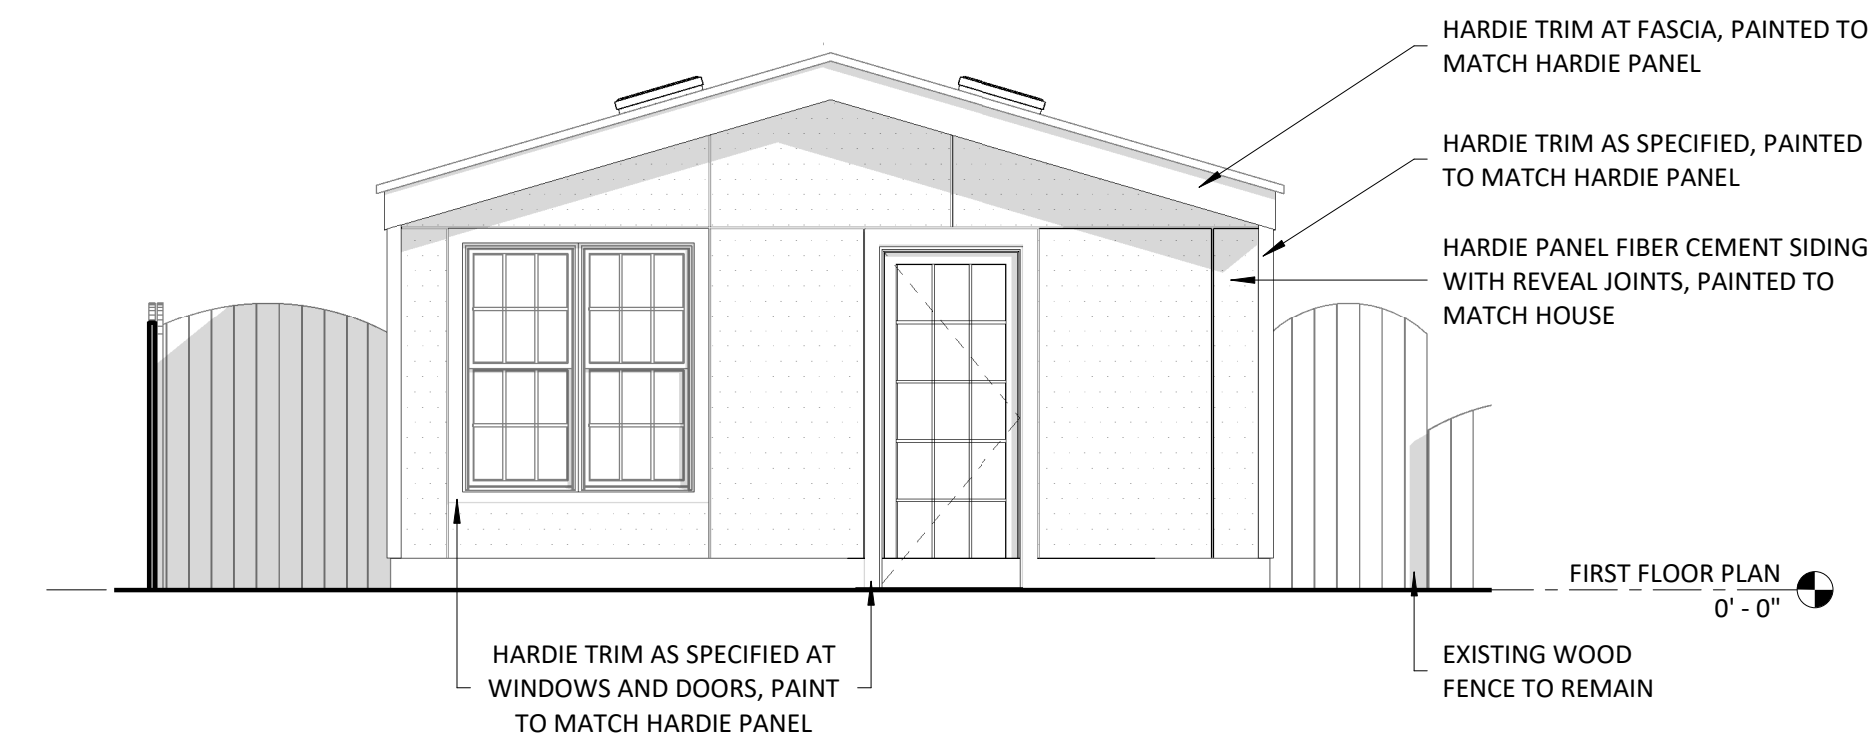 HARDIE TRIM AT FASCIA, PAINTED TO
MATCH HARDIE PANEL
HARDIE TRIM AS SPECIFIED, PAINTED
TO MATCH HARDIE PANEL
HARDIE PANEL FIBER CEMENT SIDING
WITH REVEAL JOINTS, PAINTED TO
MATCH HOUSE
FIRST FLOOR PLAN
0' - 0"
HARDIE TRIM AS SPECIFIED AT
WINDOWS AND DOORS, PAINT
TO MATCH HARDIE PANEL
EXISTING WOOD
FENCE TO REMAIN